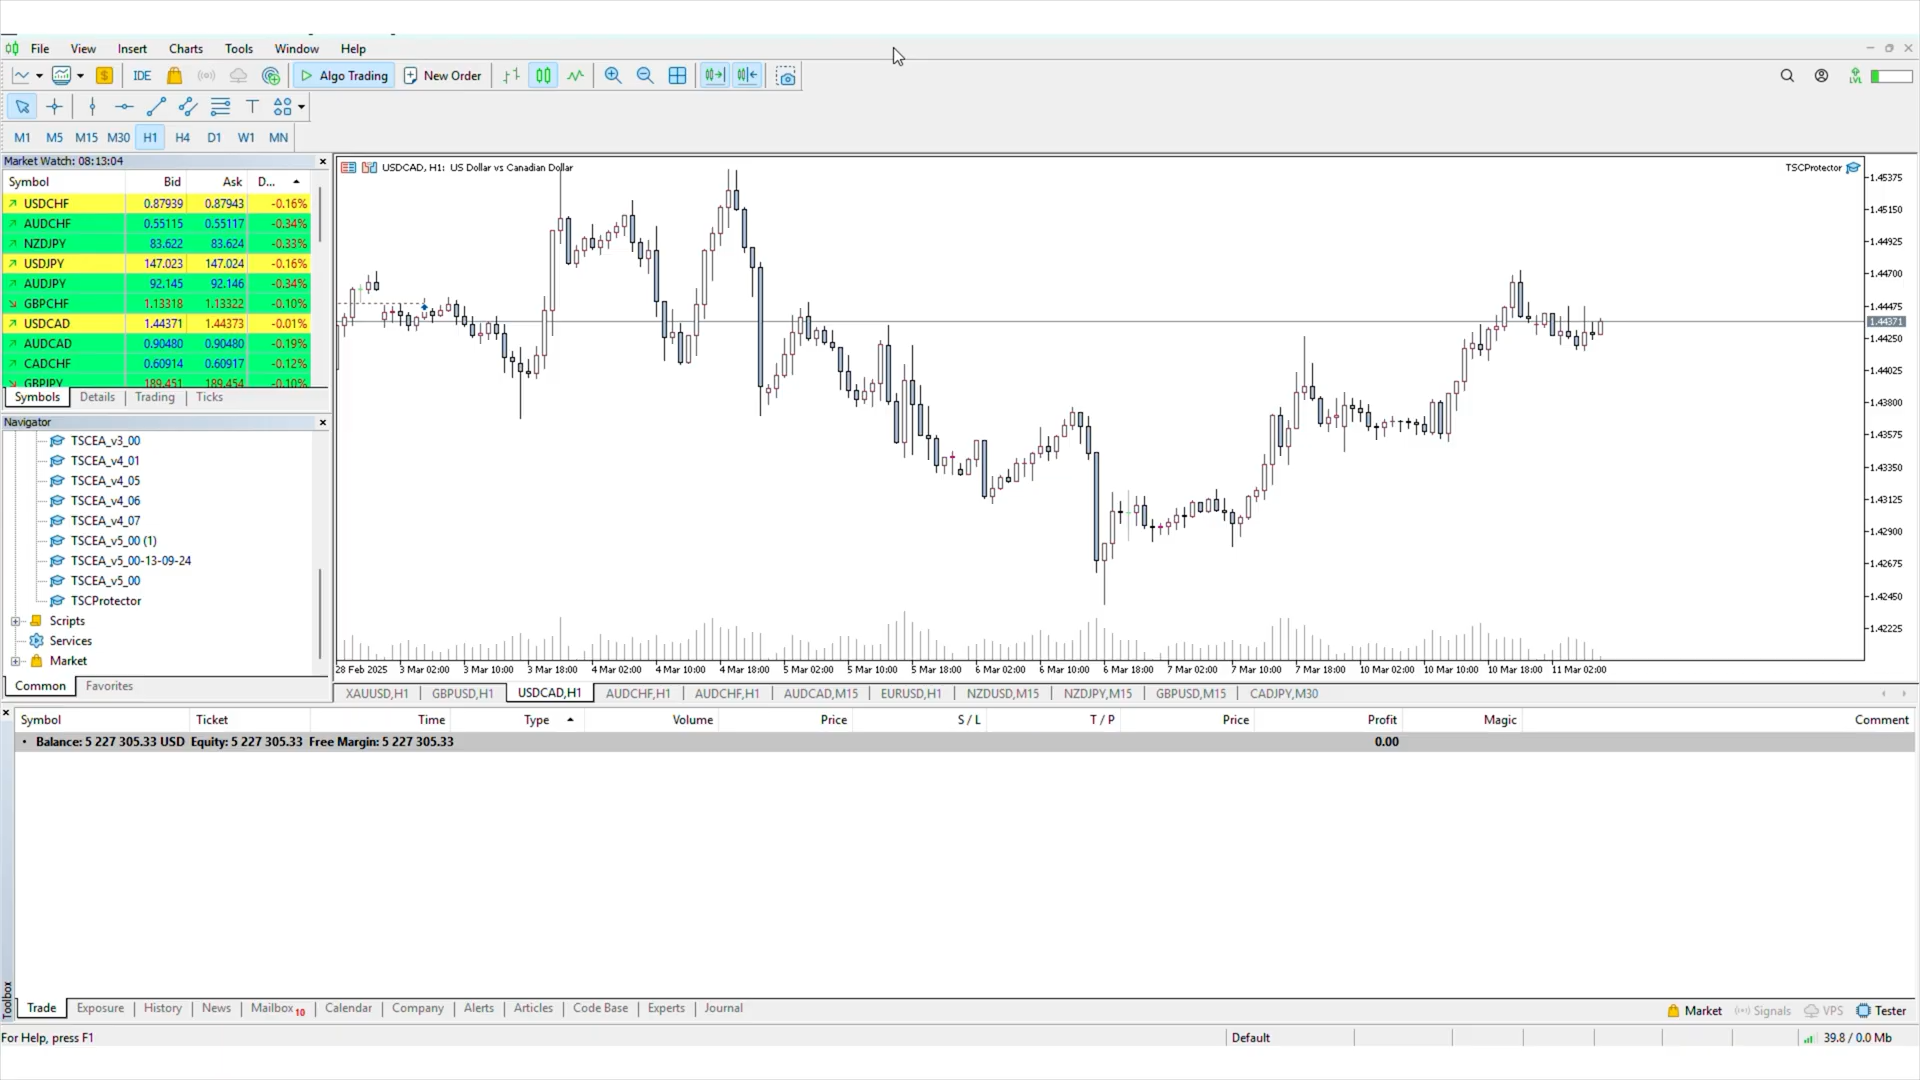 File View Insert Charts Tools Window Help
IDE Algo Trading New Order LVL
M1 M5 M15 M30 H1 H4 D1 W1 MN
Market Watch: 08:13:04
Symbol Bid Ask D...
USDCHF 0.87939 0.87943 -0.16%
AUDCHF 0.55115 0.55117 -0.34%
NZDJPY 83.622 83.624 -0.33%
USDJPY 147.023 147.024 -0.16%
AUDJPY 92.145 92.146 -0.34%
GBPCHF 1.13318 1.13322 -0.10%
USDCAD 1.44371 1.44373 -0.01%
AUDCAD 0.90480 0.90480 -0.19%
CADCHF 0.60914 0.60917 -0.12%
GBPJPY 189.451 189.454 -0.10%
Symbols Details Trading Ticks
Navigator
TSCEA_v3_00
TSCEA_v4_01
TSCEA_v4_05
TSCEA_v4_06
TSCEA_v4_07
TSCEA_v5_00 (1)
TSCEA_v5_00-13-09-24
TSCEA_v5_00
TSCProtector
Scripts
Services
Market
Common Favorites
USDCAD, H1: US Dollar vs Canadian Dollar
TSCProtector
1.45375
1.45150
1.44925
1.44700
1.44475
1.44371
1.44250
1.44025
1.43800
1.43575
1.43350
1.43125
1.42900
1.42675
1.42450
1.42225
28 Feb 2025 3 Mar 02:00 3 Mar 10:00 3 Mar 18:00 4 Mar 02:00 4 Mar 10:00 4 Mar 18:00 5 Mar 02:00 5 Mar 10:00 5 Mar 18:00 6 Mar 02:00 6 Mar 10:00 6 Mar 18:00 7 Mar 02:00 7 Mar 10:00 7 Mar 18:00 10 Mar 02:00 10 Mar 10:00 10 Mar 18:00 11 Mar 02:00
XAUUSD,H1 GBPUSD,H1 USDCAD,H1 AUDCHF,H1 AUDCHF,H1 AUDCAD,M15 EURUSD,H1 NZDUSD,M15 NZDJPY,M15 GBPUSD,M15 CADJPY,M30
Symbol Ticket Time Type Volume Price S / L T / P Price Profit Magic Comment
Balance: 5 227 305.33 USD Equity: 5 227 305.33 Free Margin: 5 227 305.33 0.00
Toolbox
Trade Exposure History News Mailbox 10 Calendar Company Alerts Articles Code Base Experts Journal
Market Signals VPS Tester
For Help, press F1
Default
39.8 / 0.0 Mb